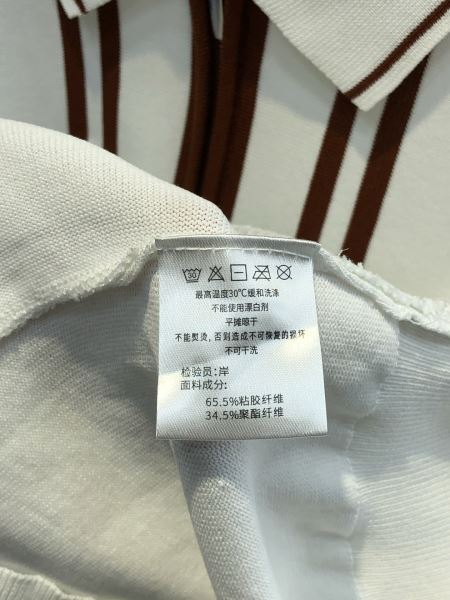 30
最高温度30℃缓和洗涤
不能使用漂白剂
平摊晾干
不能熨烫,否则造成不可恢复的损坏
不可干洗
检验员:岸
面料成分:
65.5%粘胶纤维
34.5%聚酯纤维